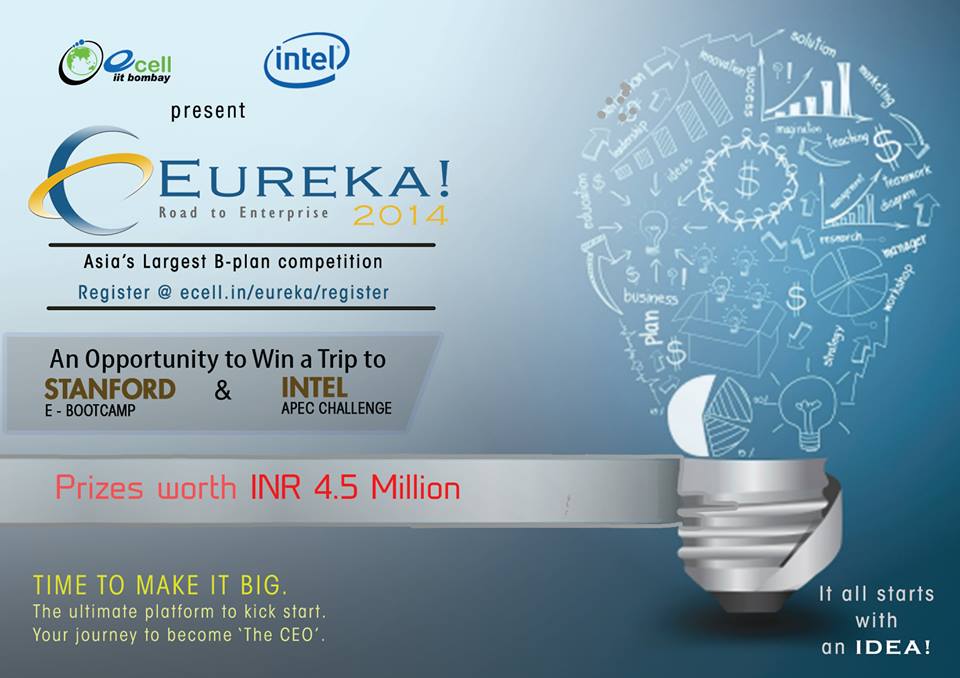 ecell
iit bombay
intel
present
EUREKA!
Road to Enterprise 2014
Asia's Largest B-plan competition
Register @ ecell.in/eureka/register
An Opportunity to Win a Trip to
STANFORD & INTEL
E - BOOTCAMP APEC CHALLENGE
Prizes worth INR 4.5 Million
TIME TO MAKE IT BIG.
The ultimate platform to kick start.
Your journey to become 'The CEO'.
solution
innovation
success
marketing
imagination
teaching
leadership
ideas
education
teamwork
management
diagram
research
manager
workshop
business
plan
strategy
It all starts
with
an IDEA!